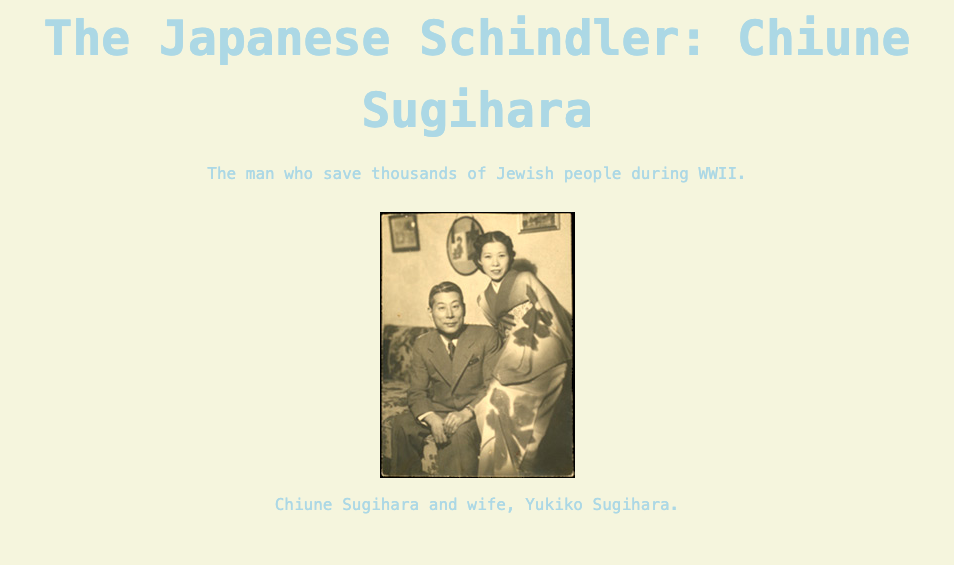 The Japanese Schindler: Chiune
Sugihara
The man who save thousands of Jewish people during WWII.
Chiune Sugihara and wife, Yukiko Sugihara.